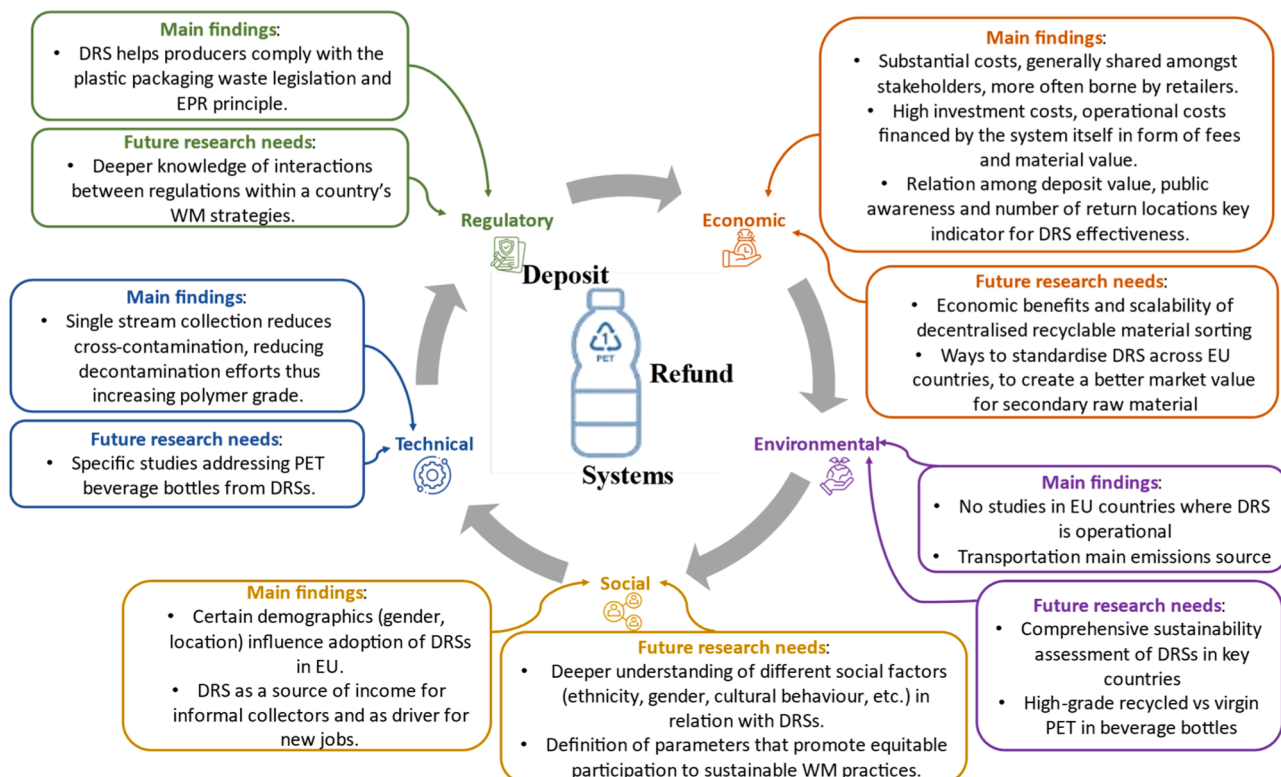 Main findings:
• DRS helps producers comply with the
plastic packaging waste legislation and
EPR principle.
Future research needs:
• Deeper knowledge of interactions
between regulations within a country's
WM strategies.
Regulatory
Main findings:
• Substantial costs, generally shared amongst
stakeholders, more often borne by retailers.
• High investment costs, operational costs
financed by the system itself in form of fees
and material value.
• Relation among deposit value, public
awareness and number of return locations key
indicator for DRS effectiveness.
Economic
Future research needs:
• Economic benefits and scalability of
decentralised recyclable material sorting
• Ways to standardise DRS across EU
countries, to create a better market value
for secondary raw material
Deposit
1
PET
Refund
Systems
Main findings:
• Single stream collection reduces
cross-contamination, reducing
decontamination efforts thus
increasing polymer grade.
Future research needs:
• Specific studies addressing PET
beverage bottles from DRSs.
Technical
Environmental
Main findings:
• No studies in EU countries where DRS
is operational
• Transportation main emissions source
Future research needs:
• Comprehensive sustainability
assessment of DRSs in key
countries
• High-grade recycled vs virgin
PET in beverage bottles
Social
Main findings:
• Certain demographics (gender,
location) influence adoption of DRSs
in EU.
• DRS as a source of income for
informal collectors and as driver for
new jobs.
Future research needs:
• Deeper understanding of different social factors
(ethnicity, gender, cultural behaviour, etc.) in
relation with DRSs.
• Definition of parameters that promote equitable
participation to sustainable WM practices.